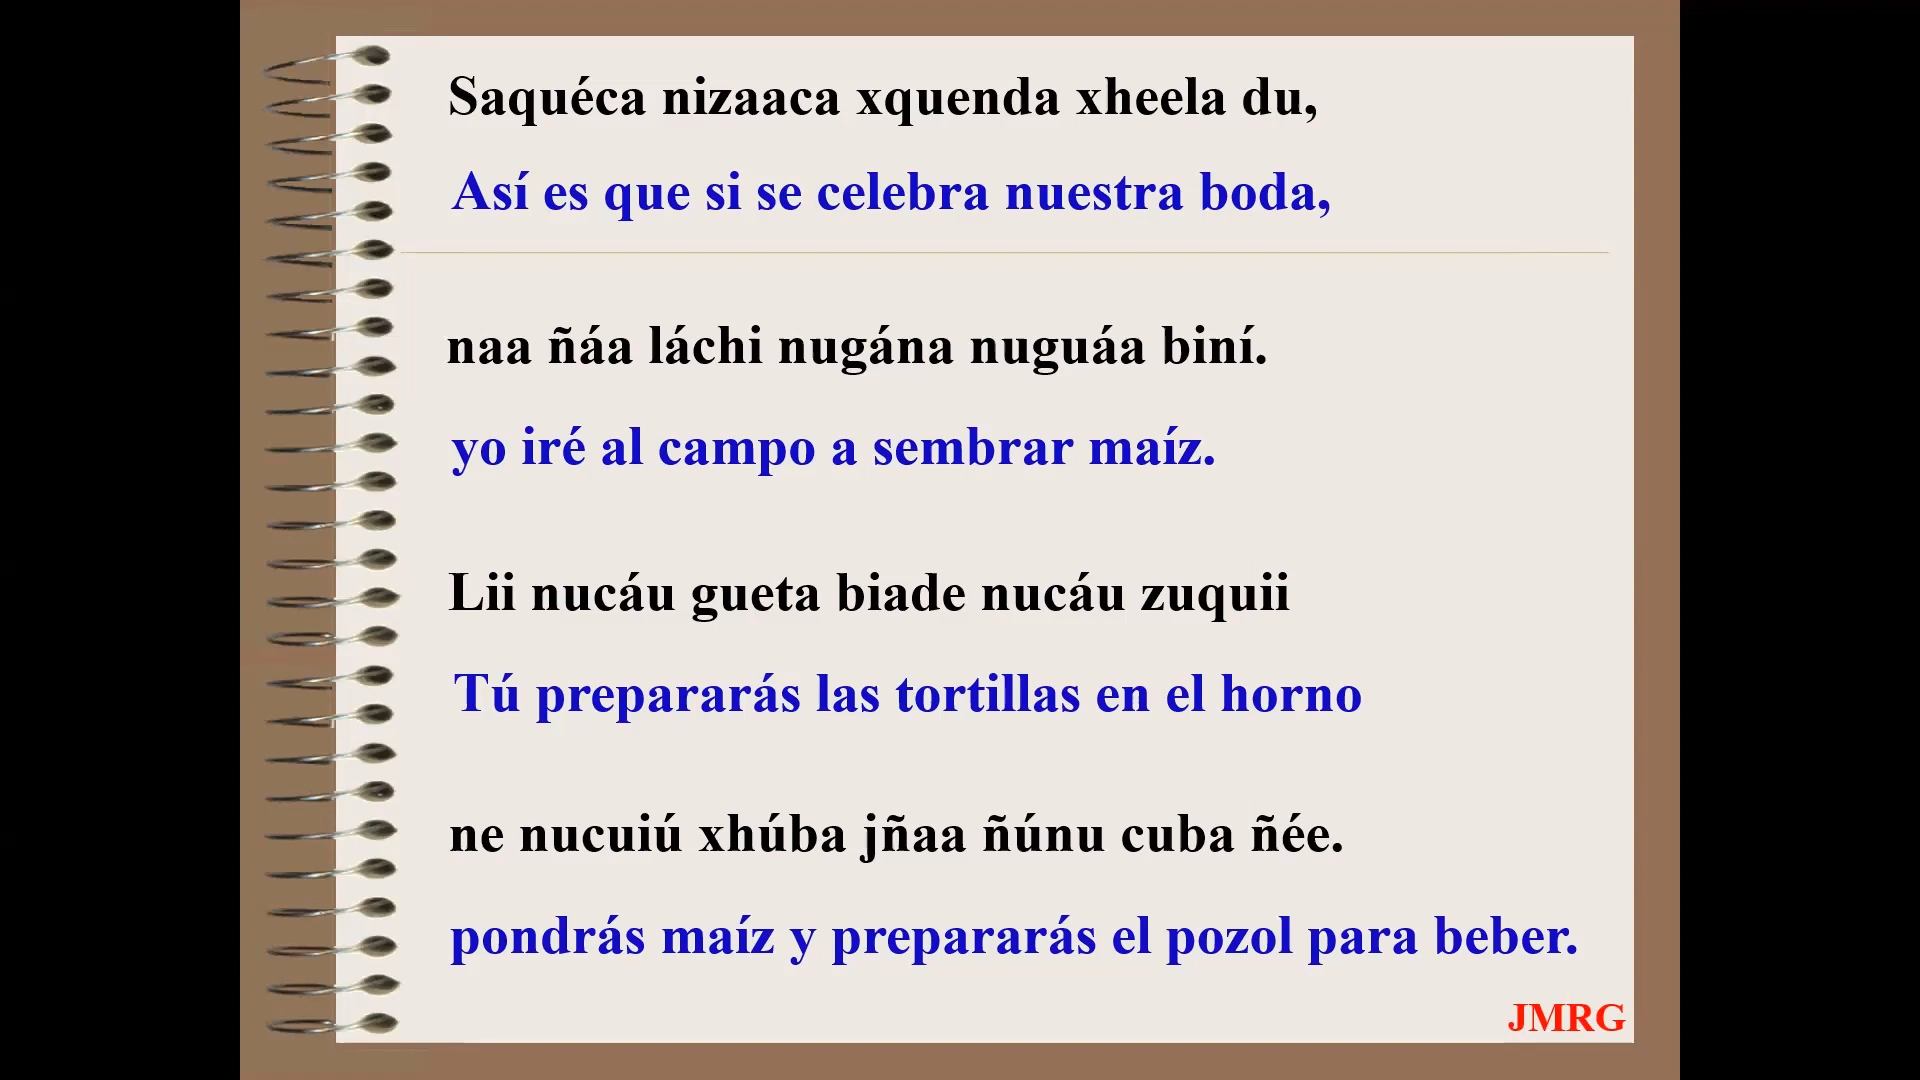 Saquéca nizaaca xquenda xheela du,
Así es que si se celebra nuestra boda,
naa ñáa láchi nugána nuguáa biní.
yo iré al campo a sembrar maíz.
Lii nucáu gueta biade nucáu zuquii
Tú prepararás las tortillas en el horno
ne nucuiú xhúba jñaa ñúnu cuba ñée.
pondrás maíz y prepararás el pozol para beber.
JMRG